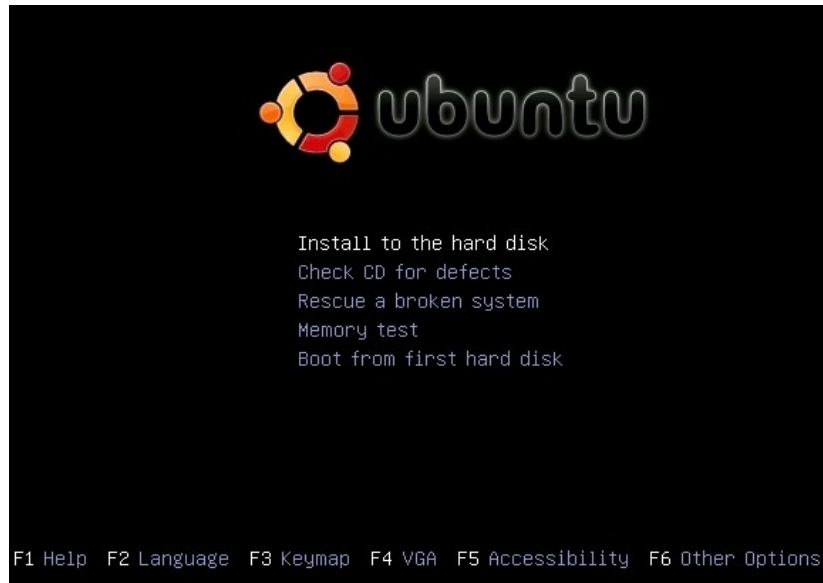 ubuntu
Install to the hard disk
Check CD for defects
Rescue a broken system
Memory test
Boot from first hard disk
F1 Help F2 Language F3 Keymap F4 VGA F5 Accessibility F6 Other Options